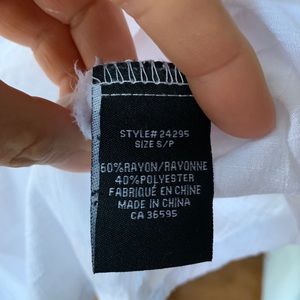 STYLE# 24295
SIZE S/P
60%RAYON/RAYONNE
40%POLYESTER
FABRIQUÉ EN CHINE
MADE IN CHINA
CA 36595